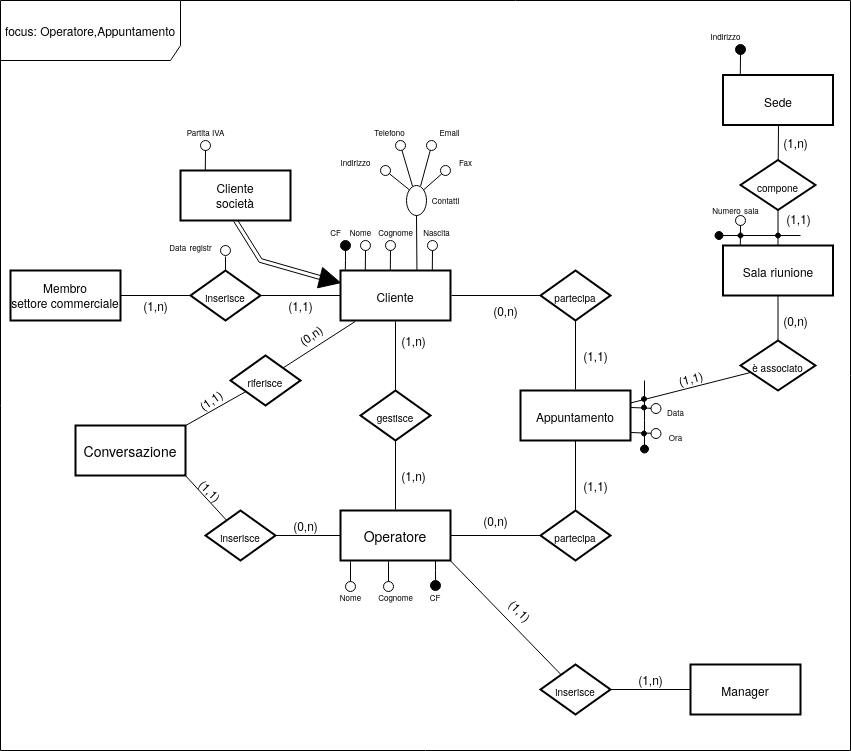 focus: Operatore,Appuntamento
Indirizzo
Sede
(1,n)
compone
(1,1)
Numero sala
Sala riunione
(0,n)
è associato
(1,1)
Partita IVA
Cliente
società
Telefono
Email
Indirizzo
Fax
Contatti
CF
Nome
Cognome
Nascita
Data registr
Membro
settore commerciale
(1,n)
Inserisce
(1,1)
Cliente
(0,n)
partecipa
(1,1)
(0,n)
riferisce
(1,1)
(1,n)
gestisce
(1,n)
Appuntamento
Data
Ora
Conversazione
(1,1)
Inserisce
(0,n)
Operatore
(0,n)
partecipa
(1,1)
Nome
Cognome
CF
(1,1)
Inserisce
(1,n)
Manager